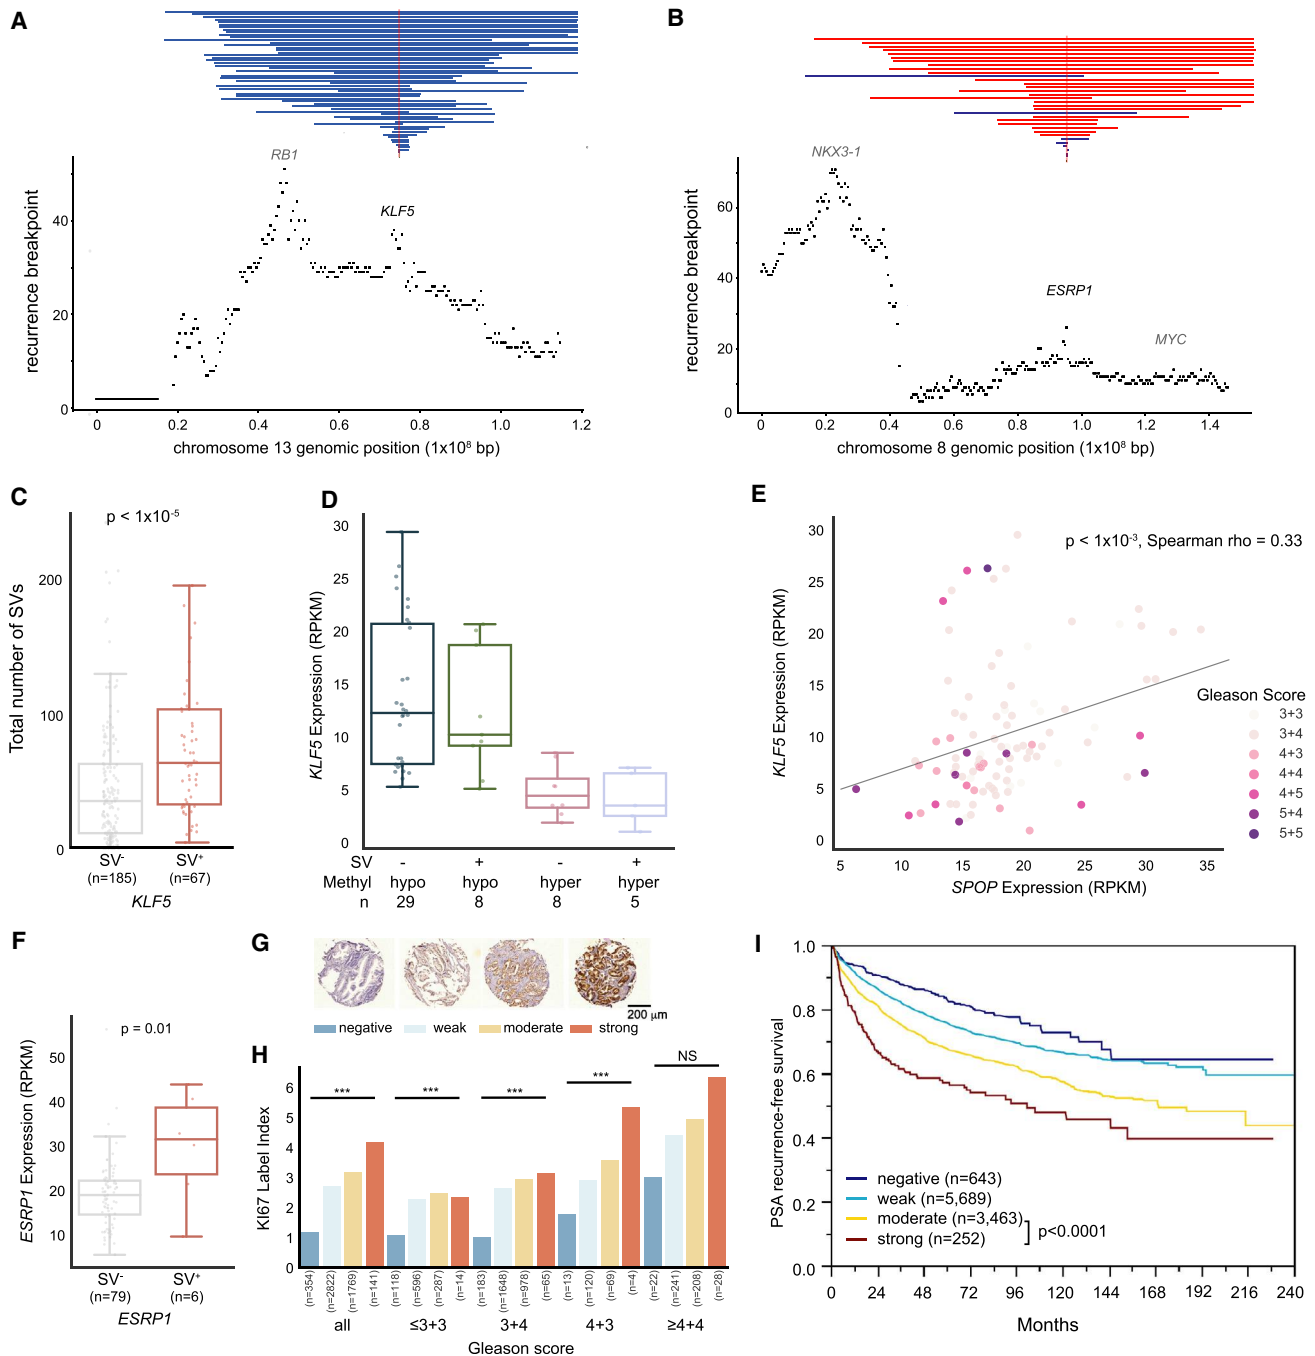 A
RB1
KLF5
recurrence breakpoint
40
20
0
0 0.2 0.4 0.6 0.8 1.0 1.2
chromosome 13 genomic position (1x10⁸ bp)
B
NKX3-1
ESRP1
MYC
recurrence breakpoint
60
40
20
0
0 0.2 0.4 0.6 0.8 1.0 1.2 1.4
chromosome 8 genomic position (1x10⁸ bp)
C
p < 1x10⁻⁵
Total number of SVs
200
100
0
SV⁻ SV⁺
(n=185) (n=67)
KLF5
D
KLF5 Expression (RPKM)
30
25
20
15
10
5
0
SV - + - +
Methyl hypo hypo hyper hyper
n 29 8 8 5
E
p < 1x10⁻³, Spearman rho = 0.33
KLF5 Expression (RPKM)
30
25
20
15
10
5
0
5 10 15 20 25 30 35
SPOP Expression (RPKM)
Gleason Score
3+3
3+4
4+3
4+4
4+5
5+4
5+5
F
p = 0.01
ESRP1 Expression (RPKM)
50
40
30
20
10
SV⁻ SV⁺
(n=79) (n=6)
ESRP1
G
200 µm
negative weak moderate strong
H
KI67 Label Index
6
5
4
3
2
1
0
*** *** *** *** NS
(n=354) (n=2822) (n=1769) (n=141) (n=118) (n=596) (n=287) (n=14) (n=183) (n=1648) (n=978) (n=65) (n=13) (n=120) (n=69) (n=4) (n=22) (n=241) (n=208) (n=28)
all ≤3+3 3+4 4+3 ≥4+4
Gleason score
I
PSA recurrence-free survival
1.0
0.8
0.6
0.4
0.2
0.0
negative (n=643)
weak (n=5,689)
moderate (n=3,463)
strong (n=252)
p<0.0001
0 24 48 72 96 120 144 168 192 216 240
Months